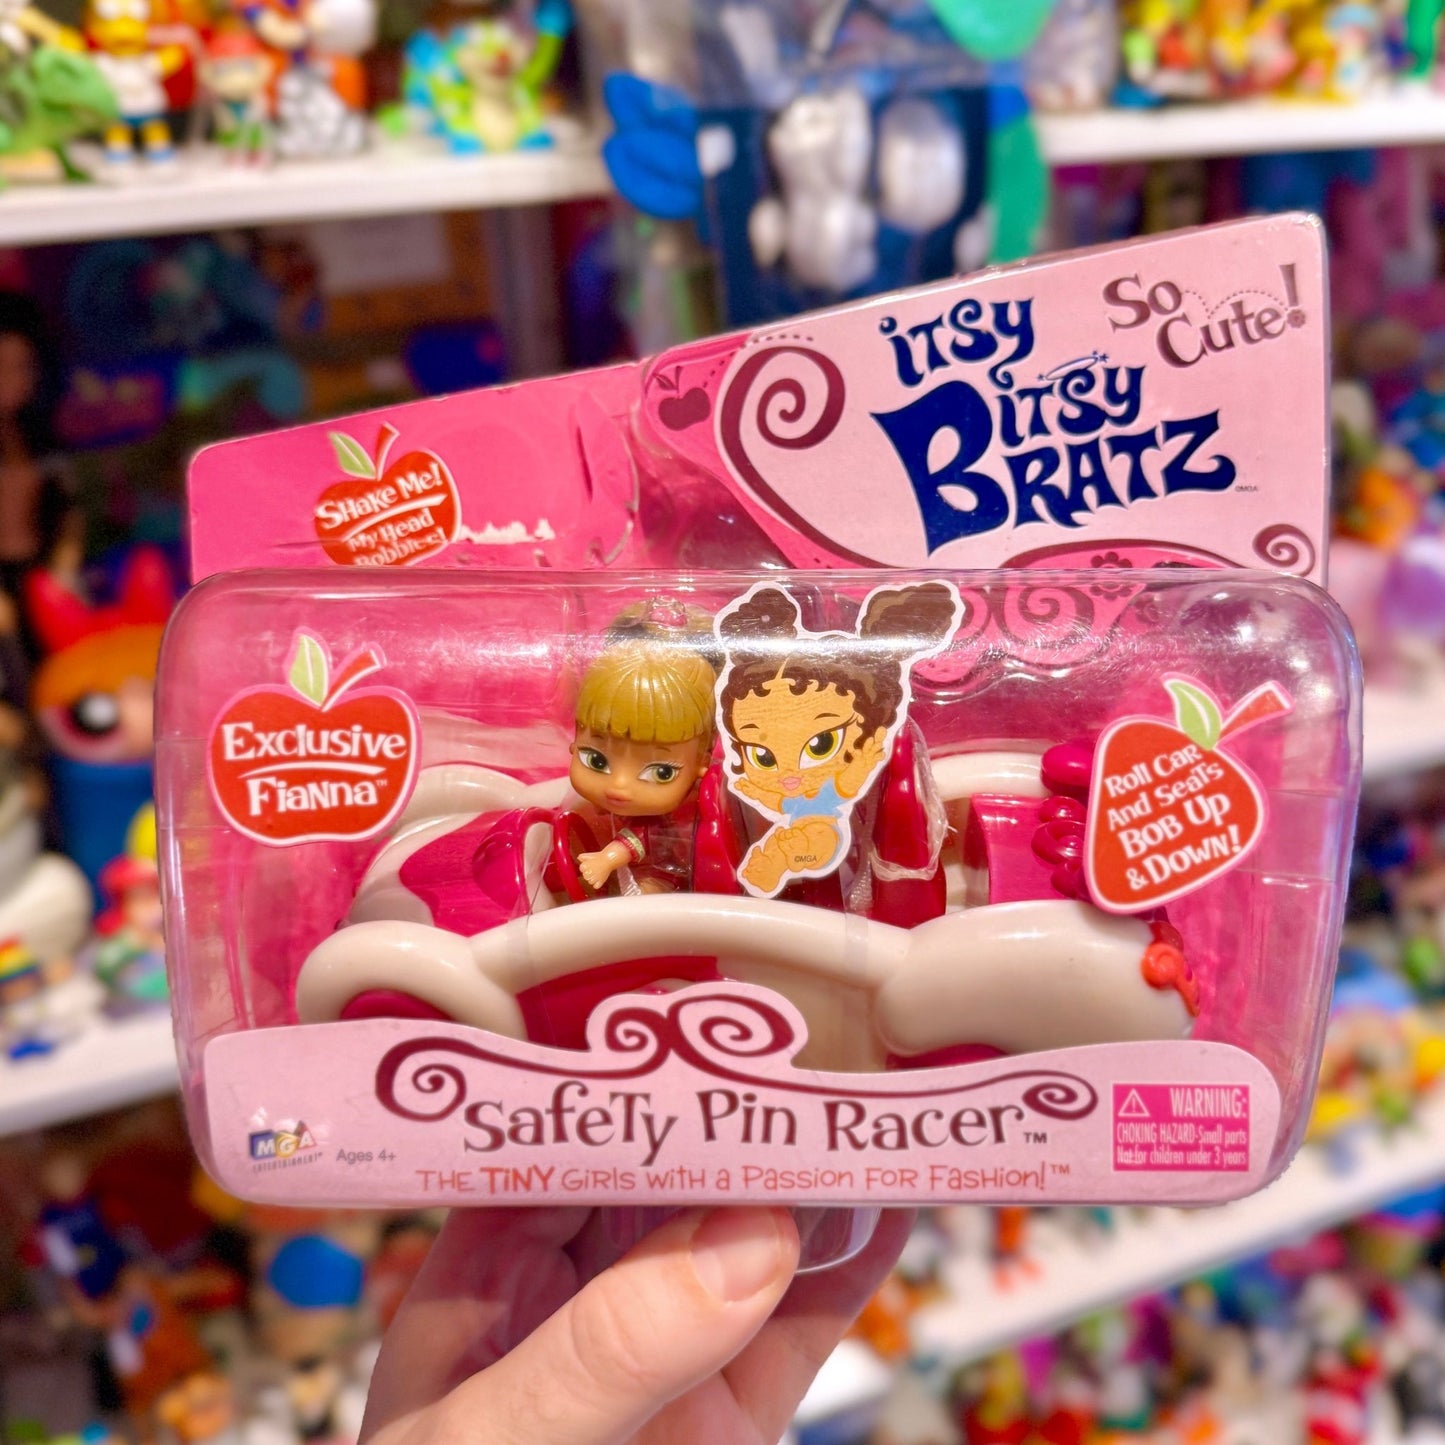 So
Cute!
iTSY
BiTSY
BRATZ
©MGA
SHake Me!
My Head
Bobbles!
Exclusive
FiaNNa™
©MGA
Roll Car
And Seats
Bob Up
& Down!
SafeTy Pin Racer™
THE TiNY GiRLS WiTH a PaSSiON FOR FaSHiON!™
MGA
ENTERTAINMENT®
Ages 4+
WARNING:
CHOKING HAZARD-Small parts
Not for children under 3 years